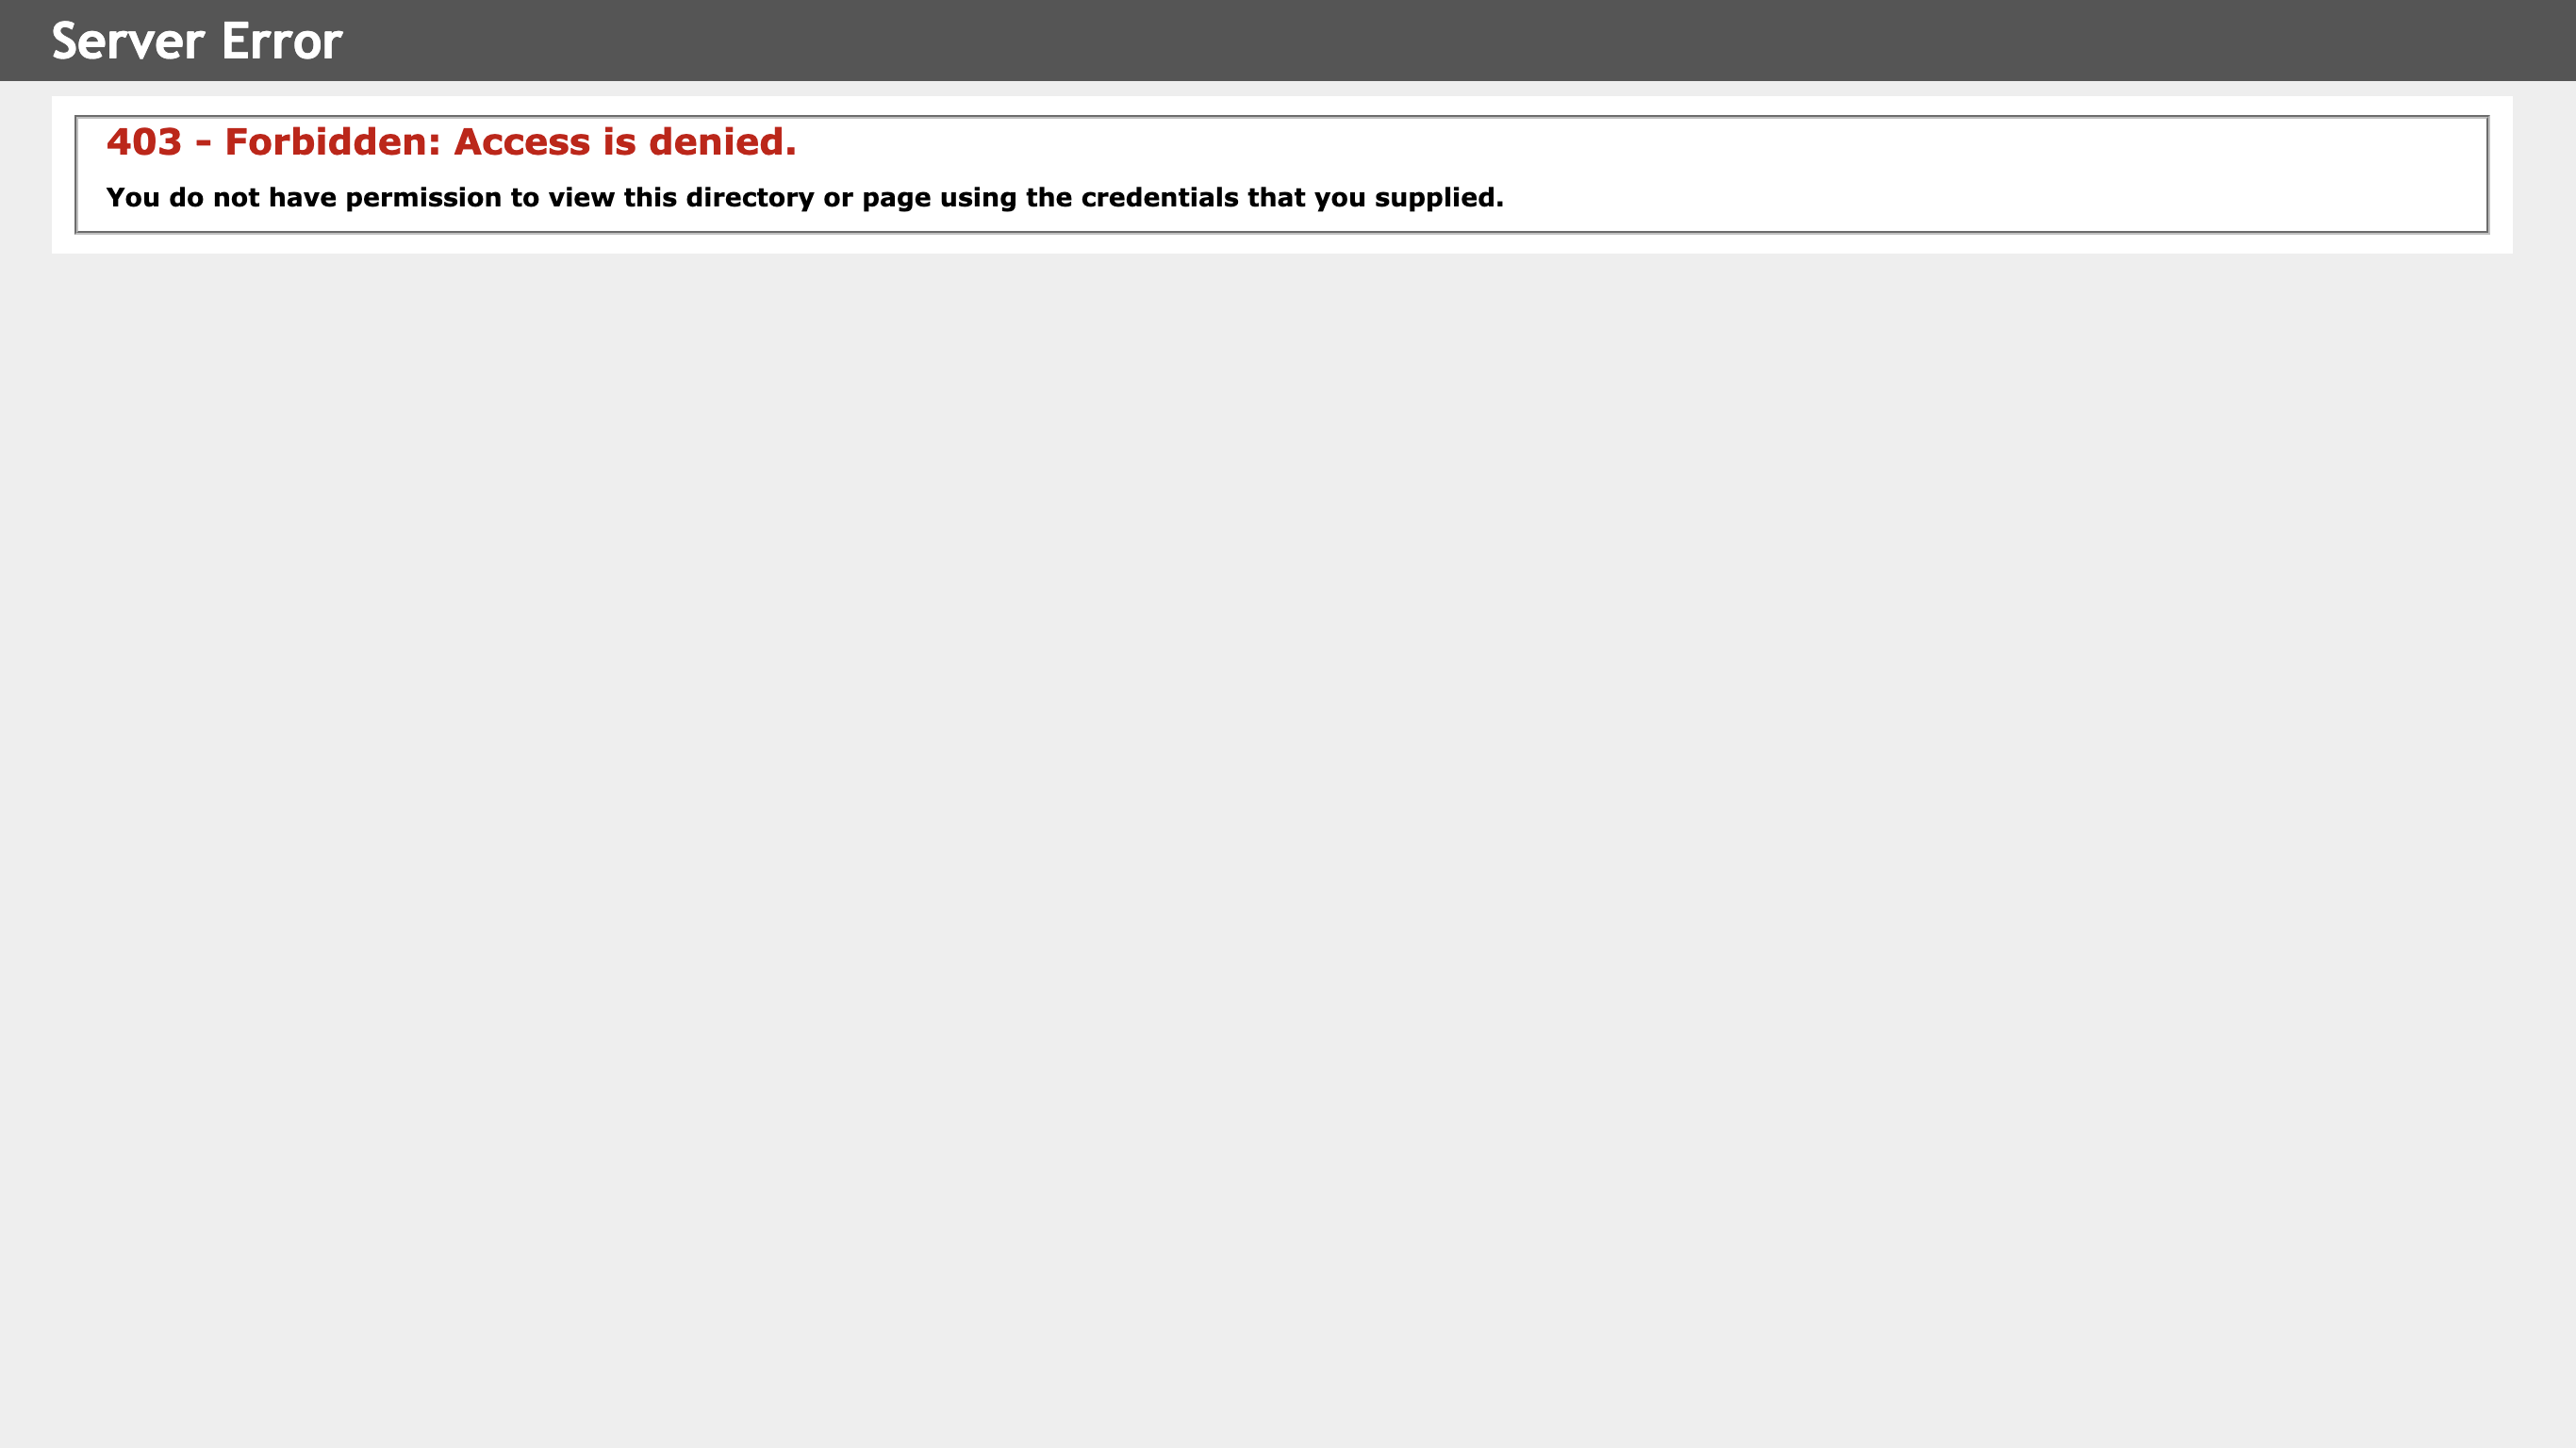 Server Error
403 - Forbidden: Access is denied.
You do not have permission to view this directory or page using the credentials that you supplied.